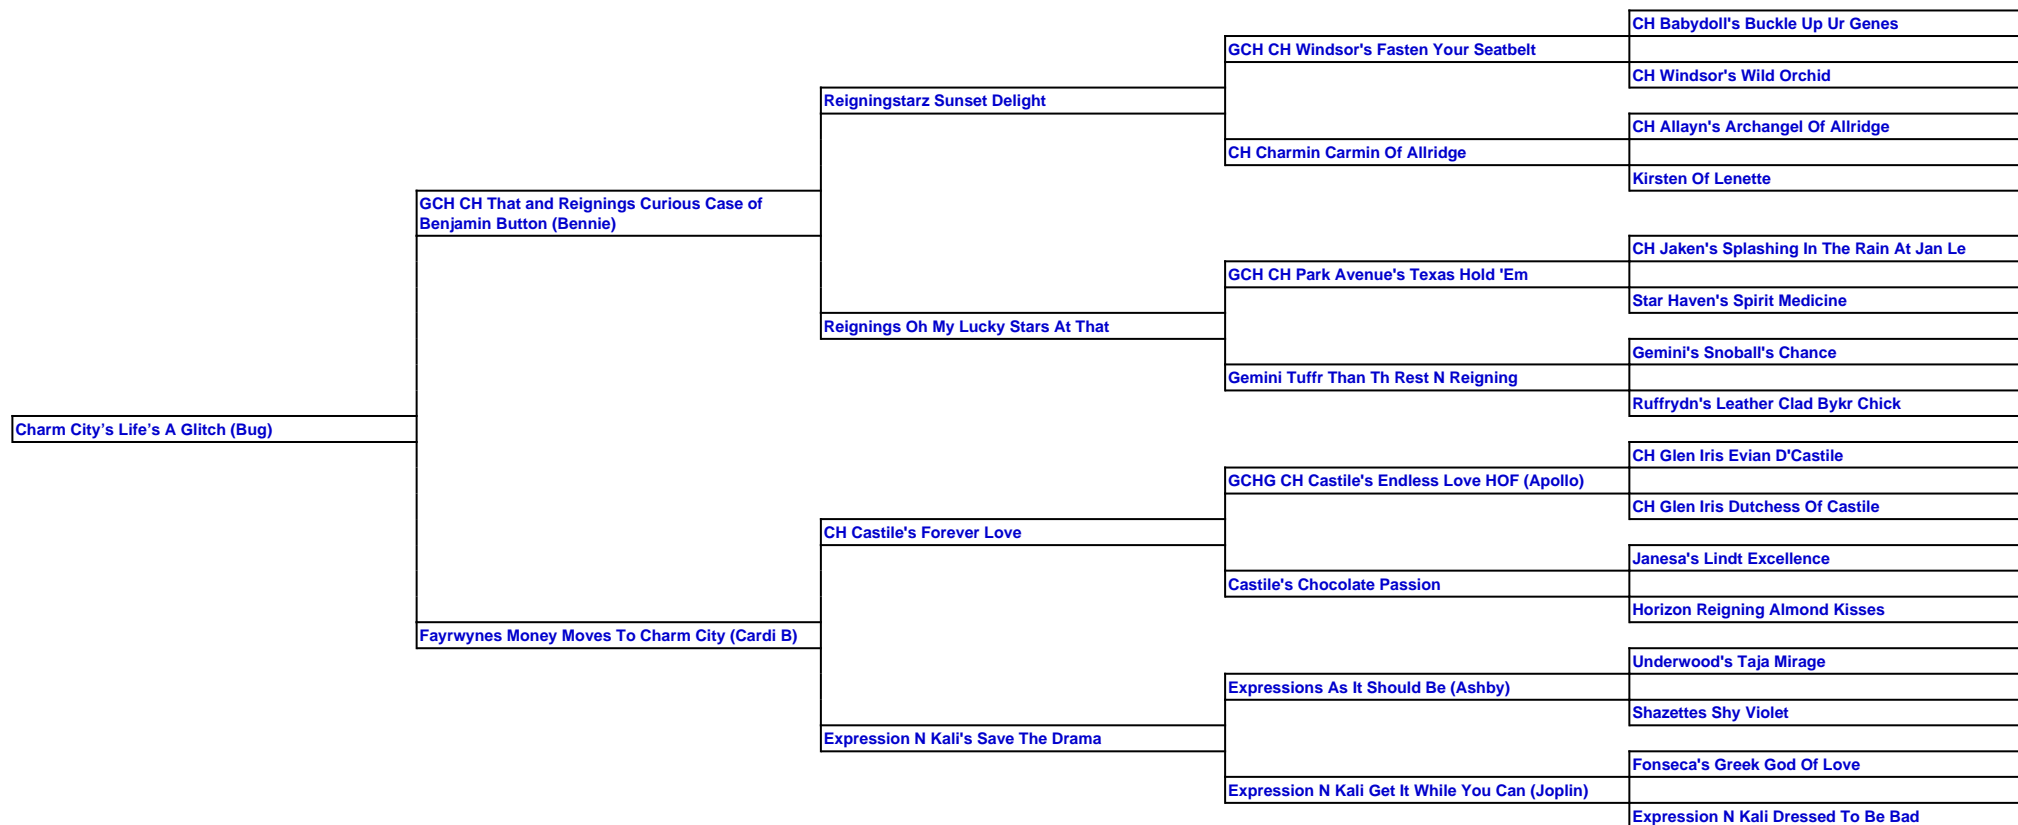 CH Babydoll's Buckle Up Ur Genes
GCH CH Windsor's Fasten Your Seatbelt
CH Windsor's Wild Orchid
Reigningstarz Sunset Delight
CH Allayn's Archangel Of Allridge
CH Charmin Carmin Of Allridge
Kirsten Of Lenette
GCH CH That and Reignings Curious Case of
Benjamin Button (Bennie)
CH Jaken's Splashing In The Rain At Jan Le
GCH CH Park Avenue's Texas Hold 'Em
Star Haven's Spirit Medicine
Reignings Oh My Lucky Stars At That
Gemini's Snoball's Chance
Gemini Tuffr Than Th Rest N Reigning
Ruffrydn's Leather Clad Bykr Chick
Charm City’s Life’s A Glitch (Bug)
CH Glen Iris Evian D'Castile
GCHG CH Castile's Endless Love HOF (Apollo)
CH Glen Iris Dutchess Of Castile
CH Castile's Forever Love
Janesa's Lindt Excellence
Castile's Chocolate Passion
Horizon Reigning Almond Kisses
Fayrwynes Money Moves To Charm City (Cardi B)
Underwood's Taja Mirage
Expressions As It Should Be (Ashby)
Shazettes Shy Violet
Expression N Kali's Save The Drama
Fonseca's Greek God Of Love
Expression N Kali Get It While You Can (Joplin)
Expression N Kali Dressed To Be Bad